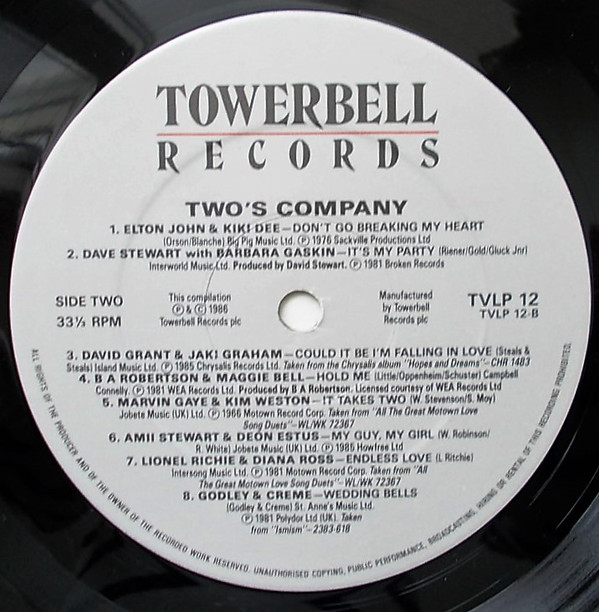 TOWERBELL
RECORDS
TWO'S COMPANY
1. ELTON JOHN & KIKI DEE—DON'T GO BREAKING MY HEART
(Orson/Blanche) Big Pig Music Ltd. Ⓟ 1976 Sackville Productions Ltd
2. DAVE STEWART with BARBARA GASKIN—IT'S MY PARTY (Riener/Gold/Gluck Jnr)
Interworld Music Ltd. Produced by David Stewart. Ⓟ 1981 Broken Records
SIDE TWO
33⅓ RPM
This compilation
Ⓟ & Ⓒ 1986
Towerbell Records plc
Manufactured
by Towerbell
Records plc
TVLP 12
TVLP 12-B
3. DAVID GRANT & JAKI GRAHAM—COULD IT BE I'M FALLING IN LOVE (Steals &
Steals) Island Music Ltd. Ⓟ 1985 Chrysalis Records Ltd. Taken from the Chrysalis album "Hopes and Dreams"—CHR 1483
4. B A ROBERTSON & MAGGIE BELL—HOLD ME (Little/Oppenheim/Schuster) Campbell
Connelly. Ⓟ 1981 WEA Records Ltd Produced by B A Robertson. Licensed courtesy of WEA Records Ltd
5. MARVIN GAYE & KIM WESTON—IT TAKES TWO (W. Stevenson/S. Moy)
Jobete Music (UK) Ltd. Ⓟ 1966 Motown Record Corp. Taken from "All The Great Motown Love
Song Duets"—WL/WK 72367
6. AMII STEWART & DEON ESTUS—MY GUY, MY GIRL (W. Robinson/
R. White) Jobete Music (UK) Ltd. Ⓟ 1985 Howfree Ltd
7. LIONEL RICHIE & DIANA ROSS—ENDLESS LOVE (L Ritchie)
Intersong Music Ltd. Ⓟ 1981 Motown Record Corp. Taken from "All
The Great Motown Love Song Duets"—WL/WK 72367
8. GODLEY & CREME—WEDDING BELLS
(Godley & Creme) St. Anne's Music Ltd.
Ⓟ 1981 Polydor Ltd (UK). Taken
from "Ismism"—2383-618
ALL RIGHTS OF THE PRODUCER AND OF THE OWNER OF THE RECORDED WORK RESERVED. UNAUTHORISED COPYING, PUBLIC PERFORMANCE, BROADCASTING, HIRING OR RENTAL OF THIS RECORDING PROHIBITED.